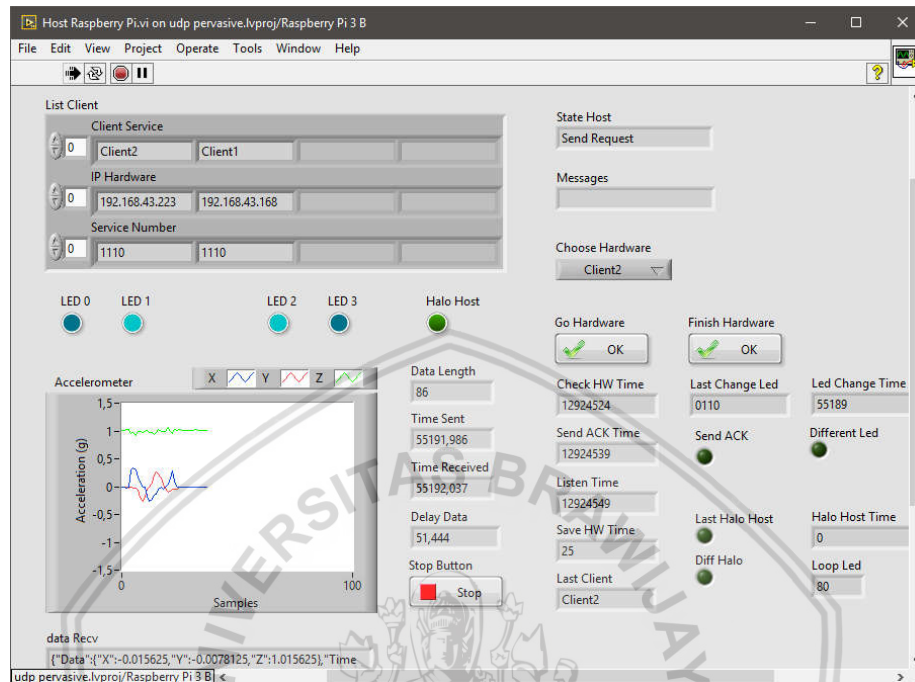 Host Raspberry Pi.vi on udp pervasive.lvproj/Raspberry Pi 3 B
File Edit View Project Operate Tools Window Help
List Client
Client Service
0 Client2 Client1
IP Hardware
0 192.168.43.223 192.168.43.168
Service Number
0 1110 1110
State Host
Send Request
Messages
Choose Hardware
Client2
LED 0 LED 1 LED 2 LED 3 Halo Host
Go Hardware Finish Hardware
OK OK
Accelerometer X Y Z
1,5
1
0,5
0
-0,5
-1
-1,5
Acceleration (g)
0 100
Samples
Data Length
86
Time Sent
55191,986
Time Received
55192,037
Delay Data
51,444
Stop Button
Stop
Check HW Time Last Change Led Led Change Time
12924524 0110 55189
Send ACK Time Send ACK Different Led
12924539
Listen Time
12924549
Save HW Time Last Halo Host Halo Host Time
25 0
Diff Halo Loop Led
80
Last Client
Client2
data Recv
{"Data":{"X":-0.015625,"Y":-0.0078125,"Z":1.015625},"Time
udp pervasive.lvproj/Raspberry Pi 3 B
UNIVERSITAS BRAWIJAY